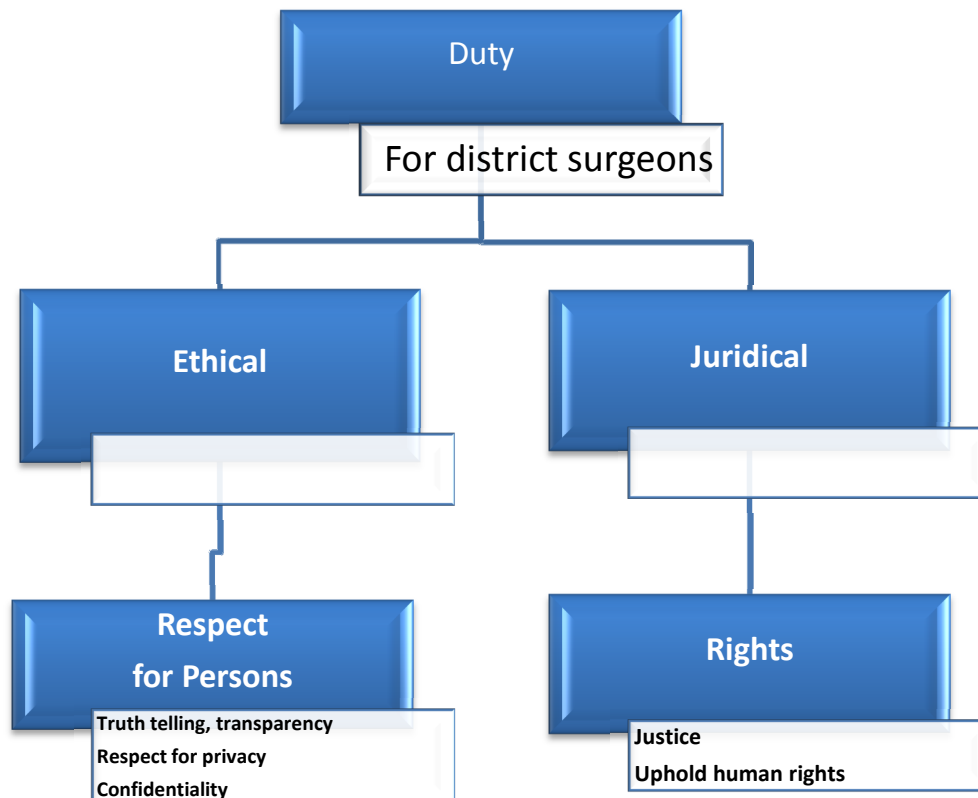 Duty
For district surgeons
Ethical
Juridical
Respect
for Persons
Truth telling, transparency
Respect for privacy
Confidentiality
Rights
Justice
Uphold human rights